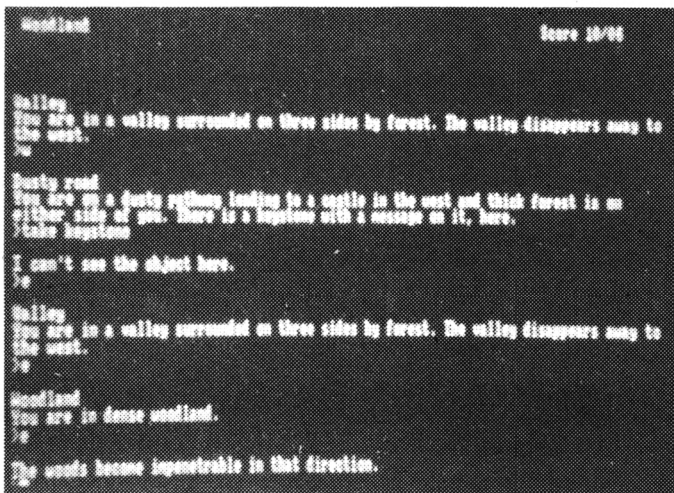 Woodland Score 10/06
Valley
You are in a valley surrounded on three sides by forest. The valley disappears away to
the west.
>w
Dusty road
You are on a dusty pathway leading to a castle in the west and thick forest is on
either side of you. There is a with a message on it, here.
>take
I can't see the object here.
>e
Valley
You are in a valley surrounded on three sides by forest. The valley disappears away to
the west.
>e
Woodland
You are in dense woodland.
>e
The woods become impenetrable in that direction.